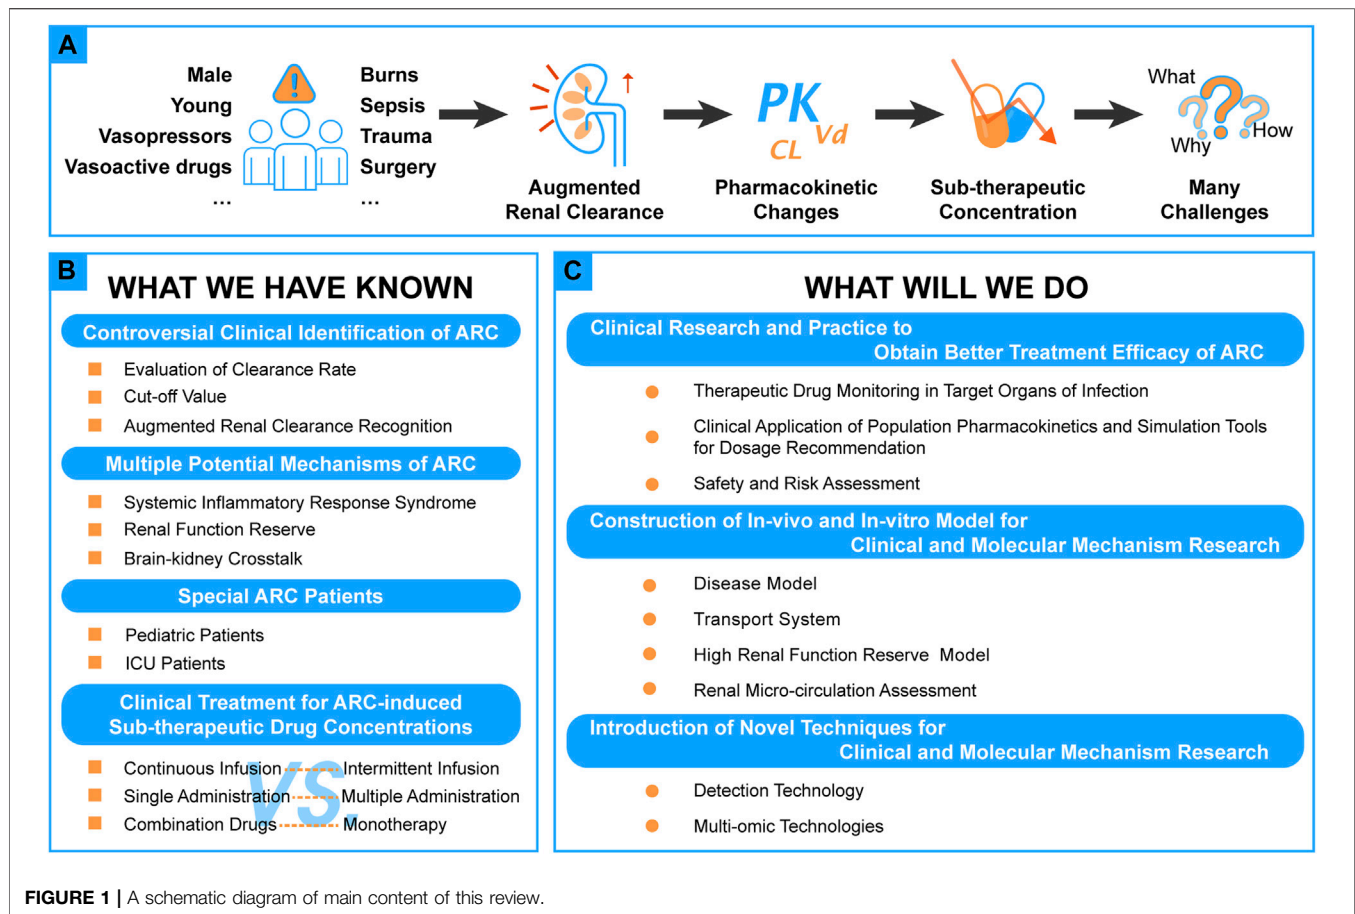 A
Male
Young
Vasopressors
Vasoactive drugs
...
Burns
Sepsis
Trauma
Surgery
...
Augmented
Renal Clearance
PK
CL
Vd
Pharmacokinetic
Changes
Sub-therapeutic
Concentration
What
Why
How
Many
Challenges
B
WHAT WE HAVE KNOWN
Controversial Clinical Identification of ARC
Evaluation of Clearance Rate
Cut-off Value
Augmented Renal Clearance Recognition
Multiple Potential Mechanisms of ARC
Systemic Inflammatory Response Syndrome
Renal Function Reserve
Brain-kidney Crosstalk
Special ARC Patients
Pediatric Patients
ICU Patients
Clinical Treatment for ARC-induced
Sub-therapeutic Drug Concentrations
VS.
Continuous Infusion Intermittent Infusion
Single Administration Multiple Administration
Combination Drugs Monotherapy
C
WHAT WILL WE DO
Clinical Research and Practice to
Obtain Better Treatment Efficacy of ARC
Therapeutic Drug Monitoring in Target Organs of Infection
Clinical Application of Population Pharmacokinetics and Simulation Tools
for Dosage Recommendation
Safety and Risk Assessment
Construction of In-vivo and In-vitro Model for
Clinical and Molecular Mechanism Research
Disease Model
Transport System
High Renal Function Reserve Model
Renal Micro-circulation Assessment
Introduction of Novel Techniques for
Clinical and Molecular Mechanism Research
Detection Technology
Multi-omic Technologies
FIGURE 1 | A schematic diagram of main content of this review.